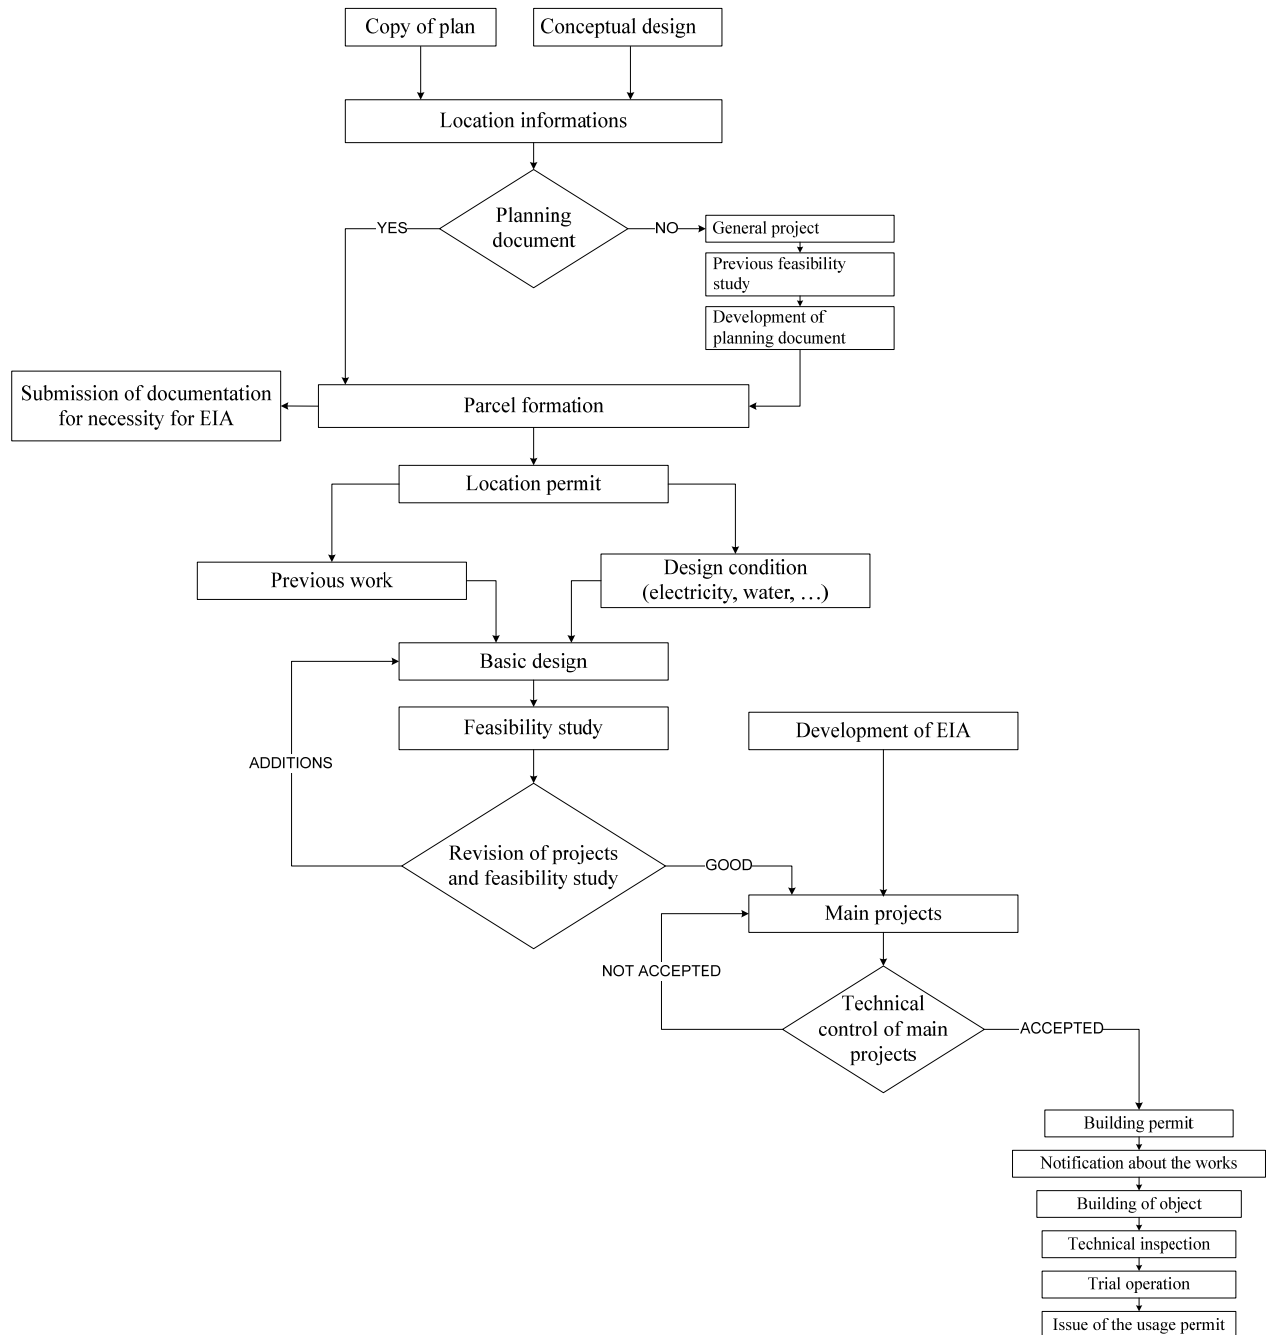 Copy of plan
Conceptual design
Location informations
Planning
document
YES
NO
General project
Previous feasibility
study
Development of
planning document
Submission of documentation
for necessity for EIA
Parcel formation
Location permit
Previous work
Design condition
(electricity, water, …)
Basic design
Feasibility study
Development of EIA
ADDITIONS
Revision of projects
and feasibility study
GOOD
Main projects
NOT ACCEPTED
Technical
control of main
projects
ACCEPTED
Building permit
Notification about the works
Building of object
Technical inspection
Trial operation
Issue of the usage permit